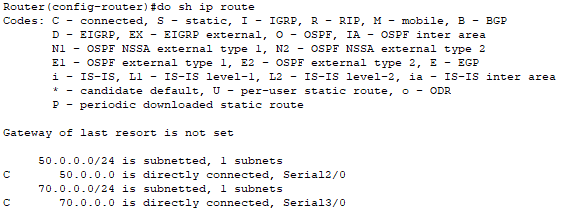 Router(config-router)#do sh ip route
Codes: C - connected, S - static, I - IGRP, R - RIP, M - mobile, B - BGP
D - EIGRP, EX - EIGRP external, O - OSPF, IA - OSPF inter area
N1 - OSPF NSSA external type 1, N2 - OSPF NSSA external type 2
E1 - OSPF external type 1, E2 - OSPF external type 2, E - EGP
i - IS-IS, L1 - IS-IS level-1, L2 - IS-IS level-2, ia - IS-IS inter area
* - candidate default, U - per-user static route, o - ODR
P - periodic downloaded static route
Gateway of last resort is not set
50.0.0.0/24 is subnetted, 1 subnets
C 50.0.0.0 is directly connected, Serial2/0
70.0.0.0/24 is subnetted, 1 subnets
C 70.0.0.0 is directly connected, Serial3/0